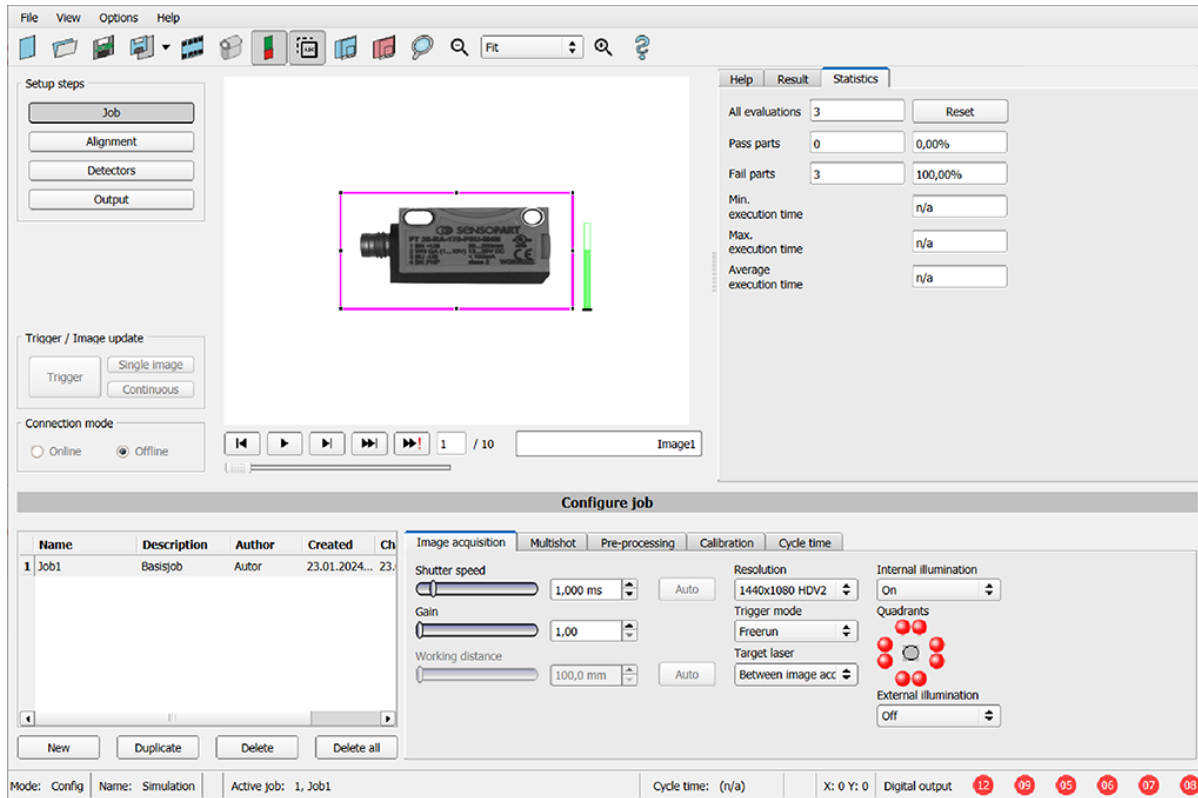 File View Options Help
Fit
Setup steps
Job
Alignment
Detectors
Output
Trigger / Image update
Trigger
Single image
Continuous
Connection mode
Online
Offline
SENSOPART
1 / 10
Image1
Help Result Statistics
All evaluations 3 Reset
Pass parts 0 0,00%
Fail parts 3 100,00%
Min.
execution time n/a
Max.
execution time n/a
Average
execution time n/a
Configure job
Name Description Author Created Ch
1 Job1 Basisjob Autor 23.01.2024... 23.
New Duplicate Delete Delete all
Image acquisition Multishot Pre-processing Calibration Cycle time
Shutter speed
1,000 ms Auto
Gain
1,00
Working distance
100,0 mm Auto
Resolution
1440x1080 HDV2
Trigger mode
Freerun
Target laser
Between image acc
Internal illumination
On
Quadrants
External illumination
Off
Mode: Config Name: Simulation Active job: 1, Job1 Cycle time: (n/a) X: 0 Y: 0 Digital output 12 09 05 06 07 08